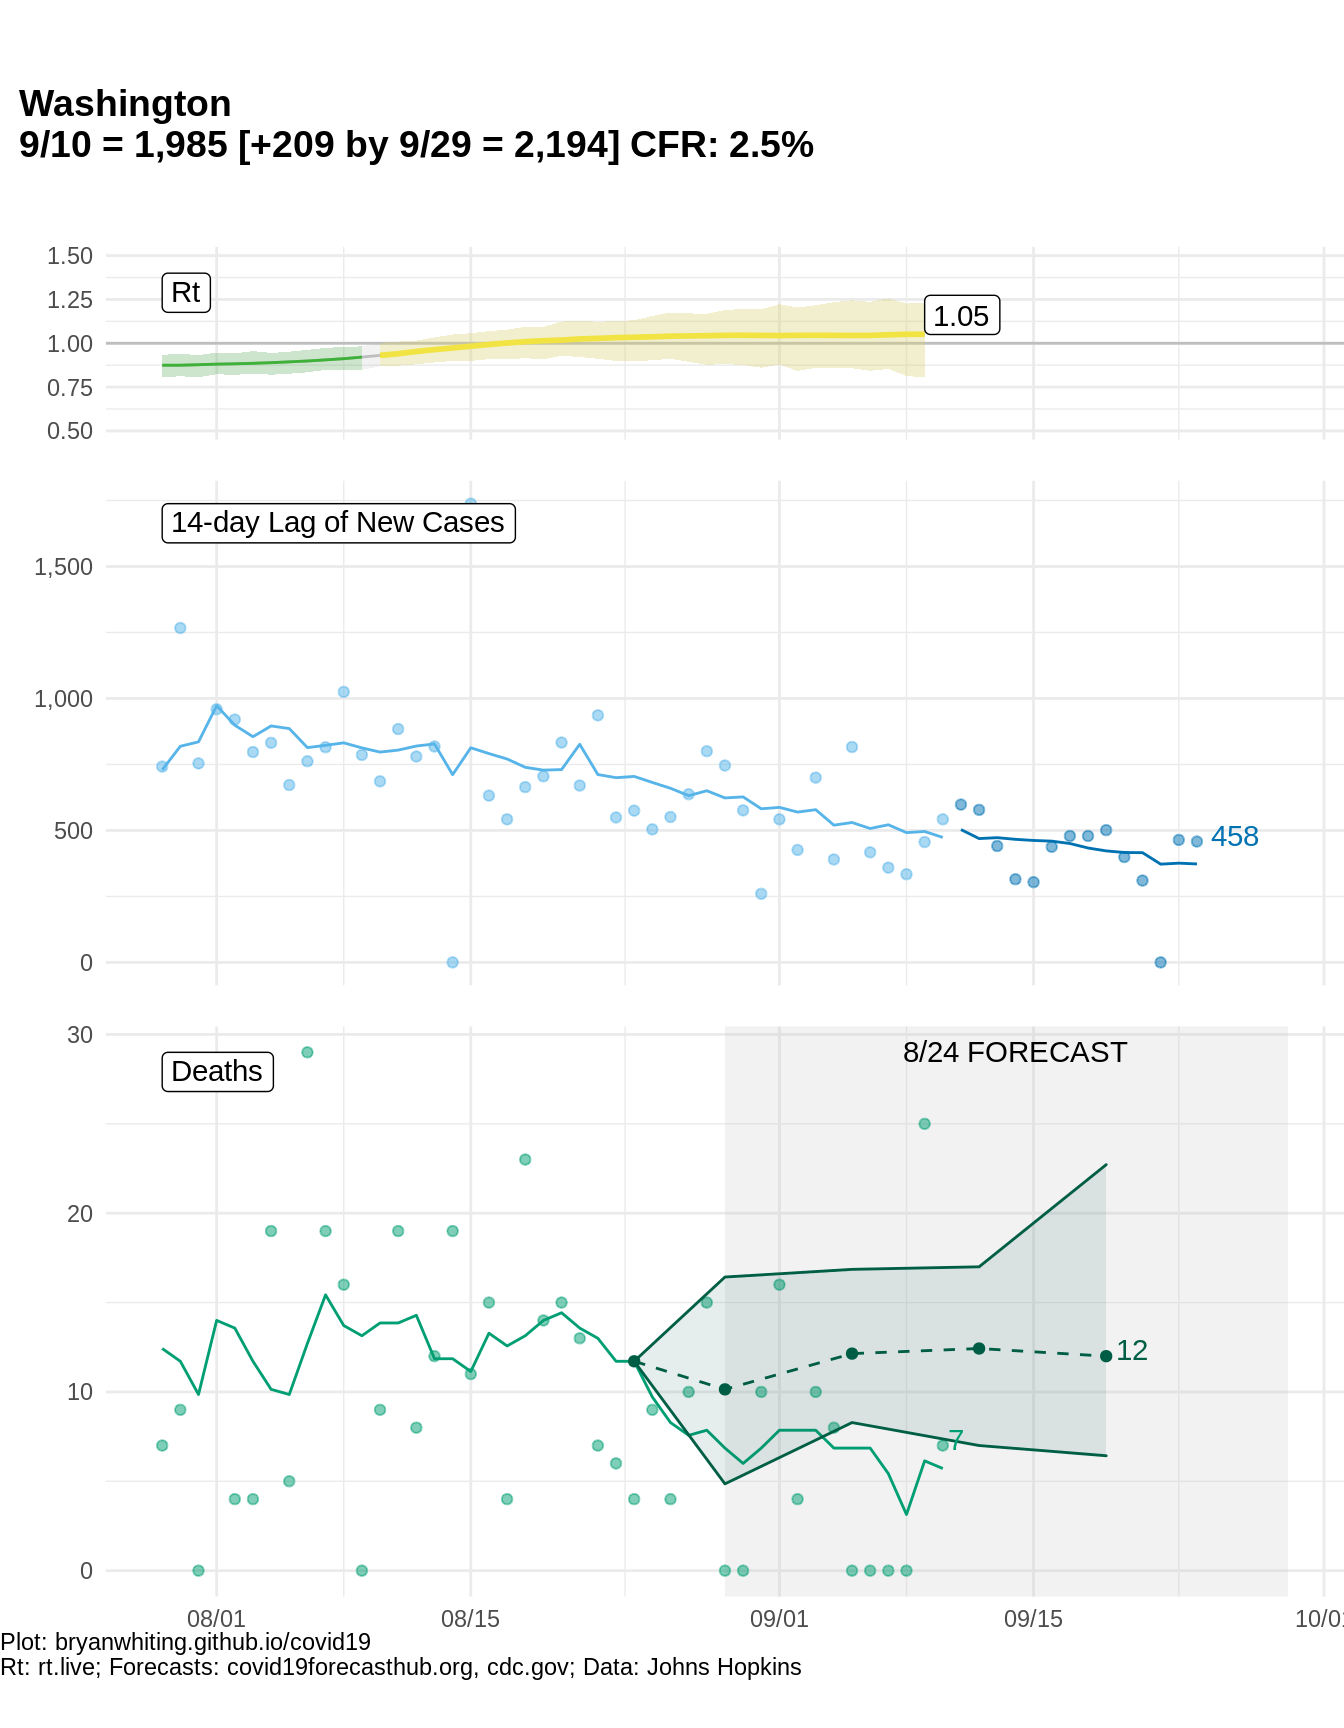 Washington
9/10 = 1,985 [+209 by 9/29 = 2,194] CFR: 2.5%
1.50
Rt
1.25
1.05
1.00
0.75
0.50
14-day Lag of New Cases
1,500
1,000
500
458
0
30
8/24 FORECAST
Deaths
20
12
10
7
0
08/01 08/15 09/01 09/15 10/01
Plot: bryanwhiting.github.io/covid19
Rt: rt.live; Forecasts: covid19forecasthub.org, cdc.gov; Data: Johns Hopkins